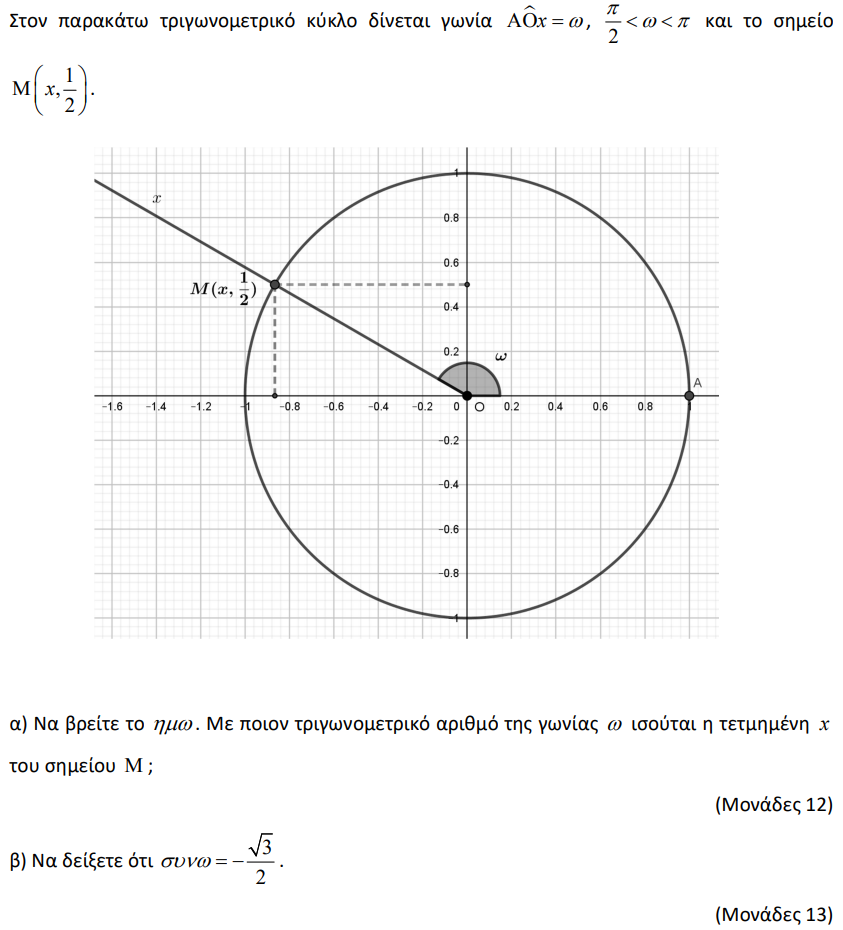 Στον παρακάτω τριγωνομετρικό κύκλο δίνεται γωνία AÔx = ω, π/2 < ω < π και το σημείο
M(x, 1/2).
x
M(x, 1/2)
ω
A
O
1
0.8
0.6
0.4
0.2
-1.6 -1.4 -1.2 -1 -0.8 -0.6 -0.4 -0.2 0 0.2 0.4 0.6 0.8 1
-0.2
-0.4
-0.6
-0.8
-1
α) Να βρείτε το ημω. Με ποιον τριγωνομετρικό αριθμό της γωνίας ω ισούται η τετμημένη x
του σημείου M ;
(Μονάδες 12)
β) Να δείξετε ότι συνω = -√3/2 .
(Μονάδες 13)